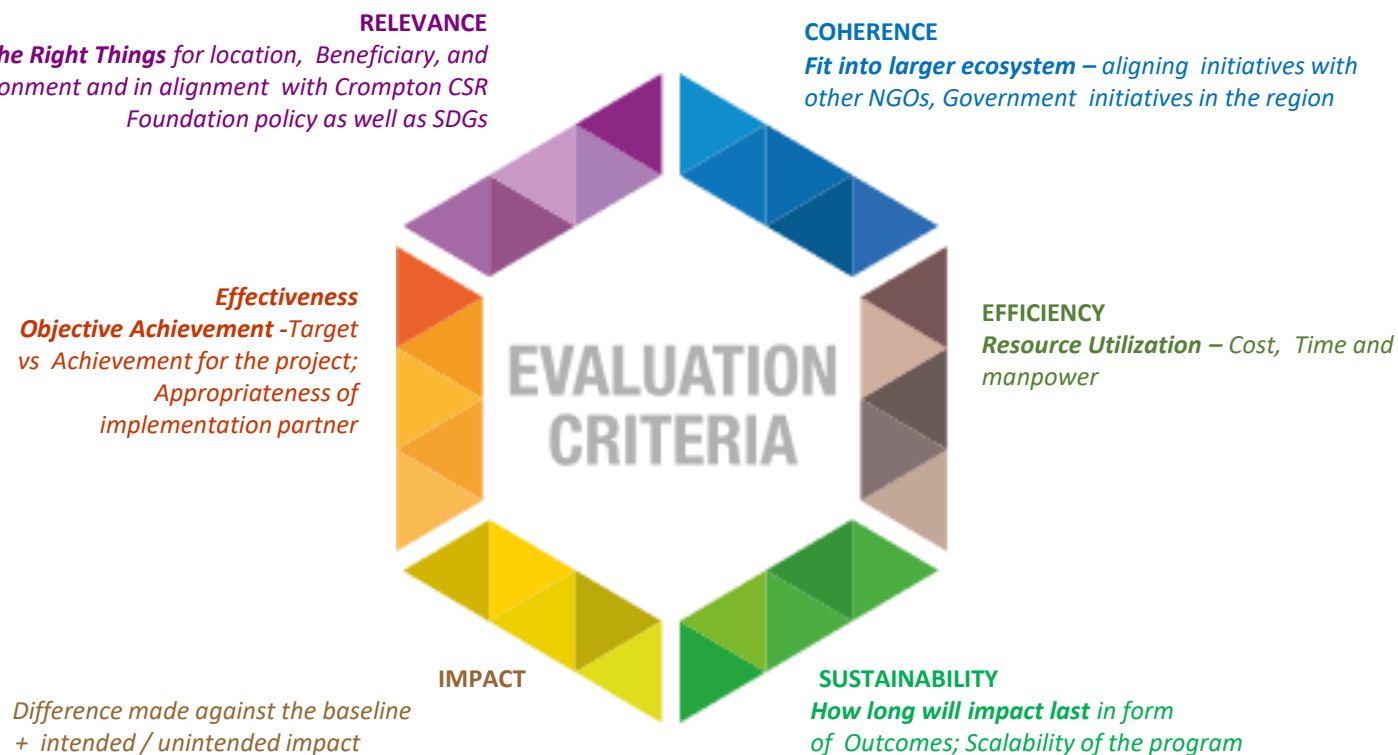 RELEVANCE
he Right Things for location, Beneficiary, and
onment and in alignment with Crompton CSR
Foundation policy as well as SDGs
COHERENCE
Fit into larger ecosystem – aligning initiatives with
other NGOs, Government initiatives in the region
Effectiveness
Objective Achievement -Target
vs Achievement for the project;
Appropriateness of
implementation partner
EVALUATION
CRITERIA
EFFICIENCY
Resource Utilization – Cost, Time and
manpower
IMPACT
Difference made against the baseline
+ intended / unintended impact
SUSTAINABILITY
How long will impact last in form
of Outcomes; Scalability of the program